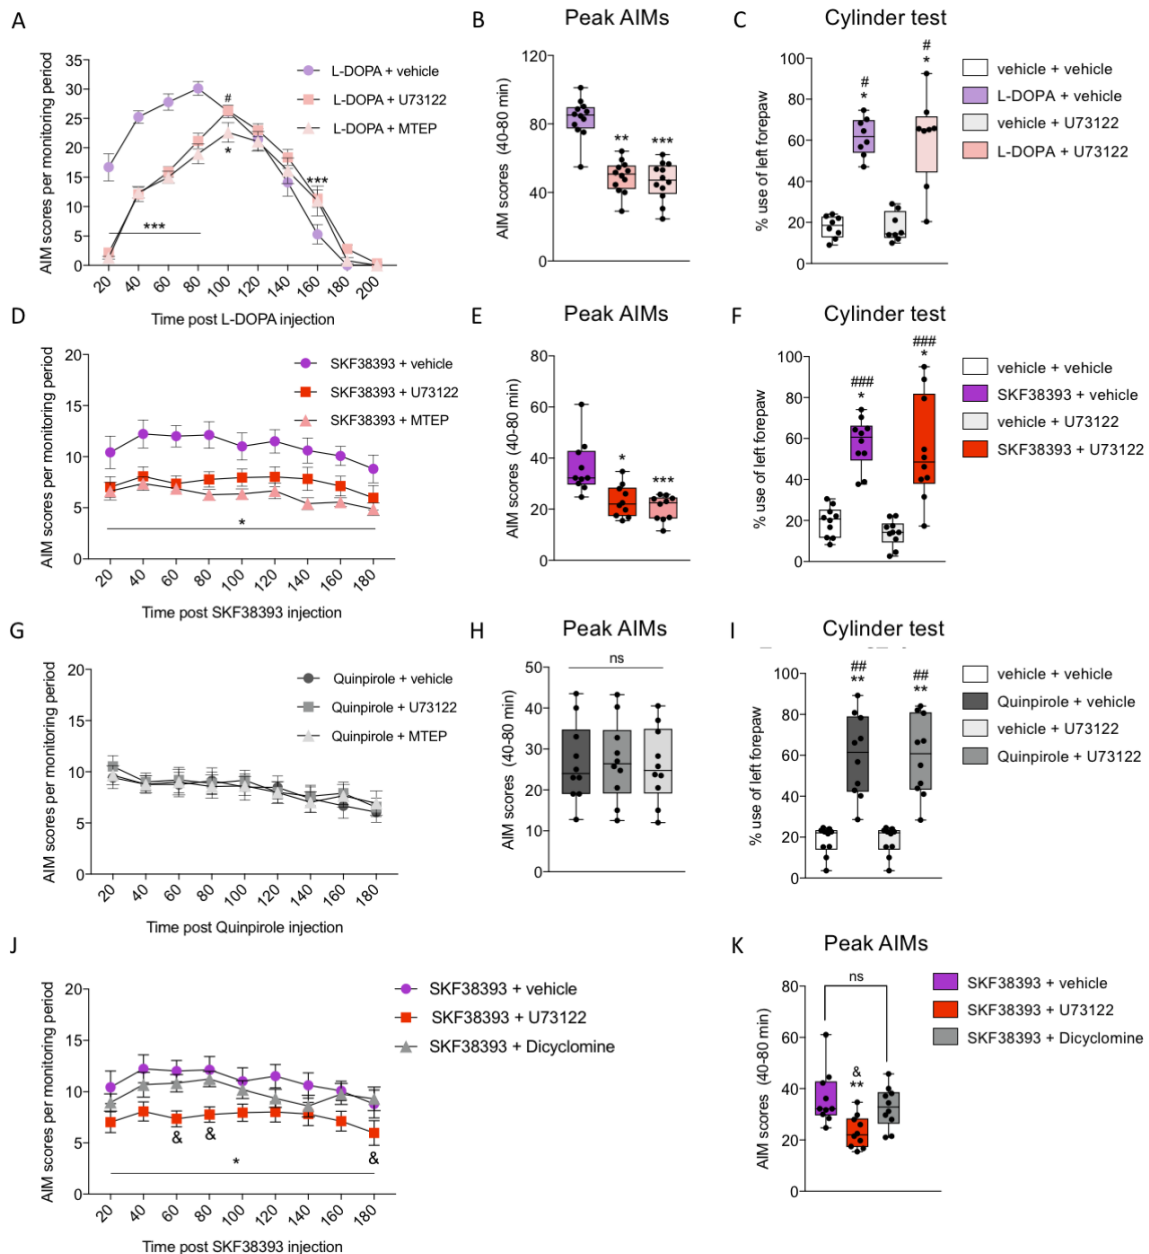 A
AIM scores per monitoring period
35
30
25
20
15
10
5
0
L-DOPA + vehicle
L-DOPA + U73122
L-DOPA + MTEP
#
*
***
***
20 40 60 80 100 120 140 160 180 200
Time post L-DOPA injection
B
Peak AIMs
AIM scores (40-80 min)
120
80
40
0
** ***
C
Cylinder test
% use of left forepaw
100
80
60
40
20
0
#
*
#
*
vehicle + vehicle
L-DOPA + vehicle
vehicle + U73122
L-DOPA + U73122
D
AIM scores per monitoring period
20
15
10
5
0
SKF38393 + vehicle
SKF38393 + U73122
SKF38393 + MTEP
*
20 40 60 80 100 120 140 160 180
Time post SKF38393 injection
E
Peak AIMs
AIM scores (40-80 min)
80
60
40
20
0
* ***
F
Cylinder test
% use of left forepaw
100
80
60
40
20
0
###
*
###
*
vehicle + vehicle
SKF38393 + vehicle
vehicle + U73122
SKF38393 + U73122
G
AIM scores per monitoring period
20
15
10
5
0
Quinpirole + vehicle
Quinpirole + U73122
Quinpirole + MTEP
20 40 60 80 100 120 140 160 180
Time post Quinpirole injection
H
Peak AIMs
AIM scores (40-80 min)
50
40
30
20
10
0
ns
I
Cylinder test
% use of left forepaw
100
80
60
40
20
0
##
**
##
**
vehicle + vehicle
Quinpirole + vehicle
vehicle + U73122
Quinpirole + U73122
J
AIM scores per monitoring period
20
15
10
5
0
SKF38393 + vehicle
SKF38393 + U73122
SKF38393 + Dicyclomine
& & &
*
20 40 60 80 100 120 140 160 180
Time post SKF38393 injection
K
Peak AIMs
AIM scores (40-80 min)
80
60
40
20
0
ns
&
**
SKF38393 + vehicle
SKF38393 + U73122
SKF38393 + Dicyclomine